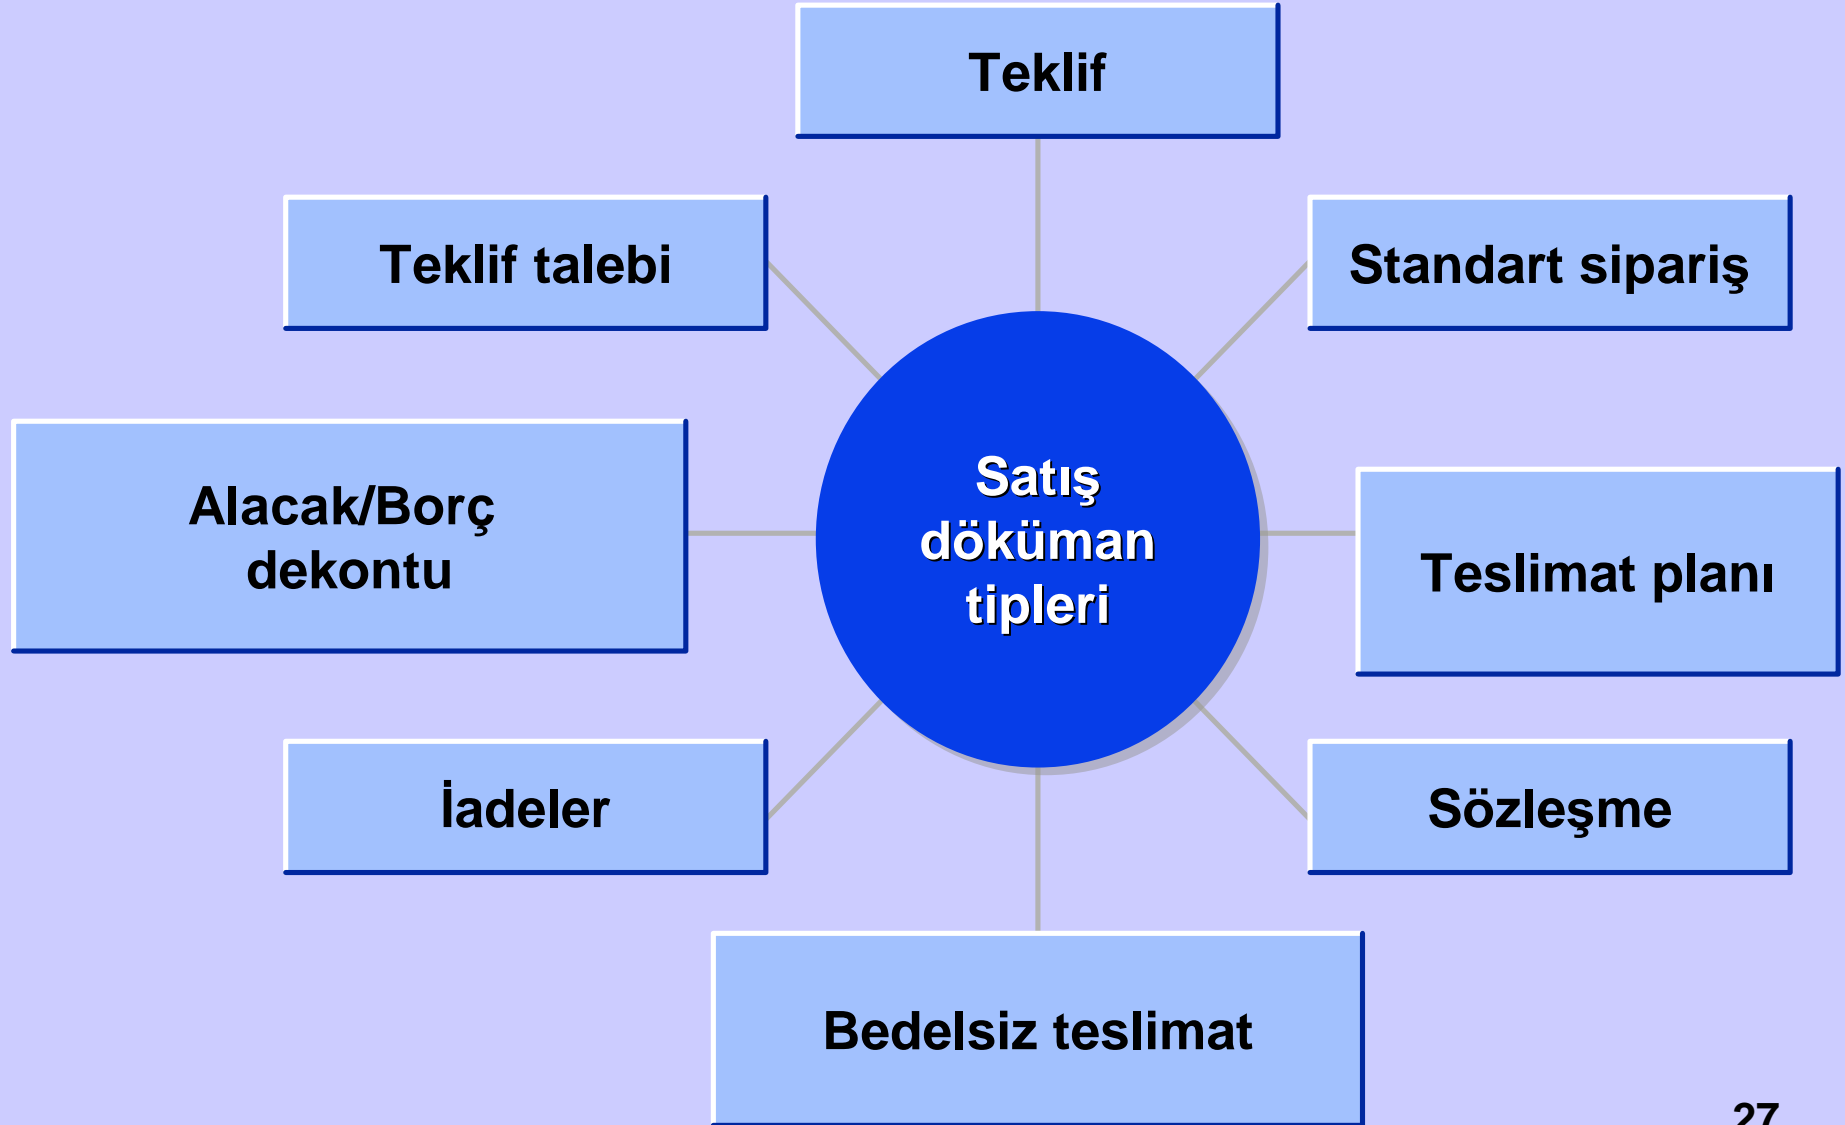 Teklif
Teklif talebi
Standart sipariş
Alacak/Borç
dekontu
Satış
döküman
tipleri
Teslimat planı
İadeler
Sözleşme
Bedelsiz teslimat
27